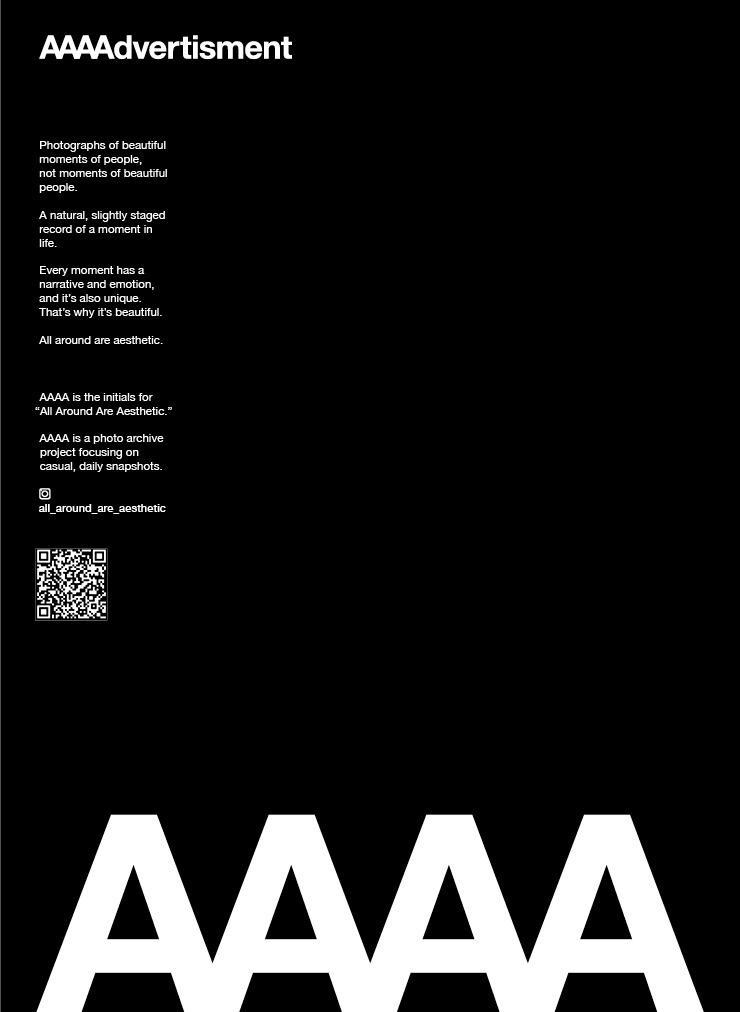 AAAAdvertisment
Photographs of beautiful
moments of people,
not moments of beautiful
people.
A natural, slightly staged
record of a moment in
life.
Every moment has a
narrative and emotion,
and it’s also unique.
That’s why it’s beautiful.
All around are aesthetic.
AAAA is the initials for
“All Around Are Aesthetic.”
AAAA is a photo archive
project focusing on
casual, daily snapshots.
all_around_are_aesthetic
AAAA